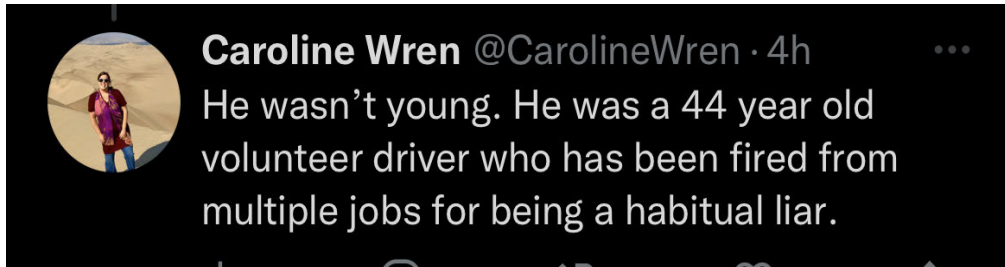 Caroline Wren @CarolineWren · 4h
He wasn’t young. He was a 44 year old
volunteer driver who has been fired from
multiple jobs for being a habitual liar.